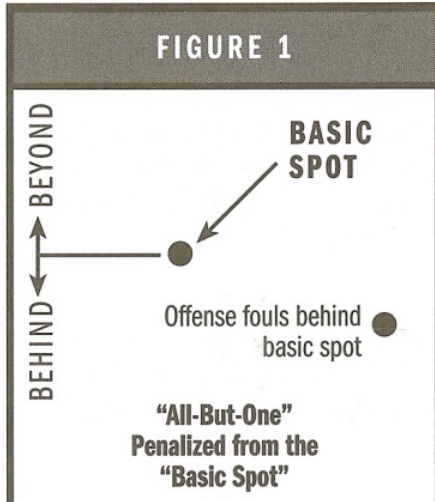 FIGURE 1
BEYOND
BEHIND
BASIC
SPOT
Offense fouls behind
basic spot
“All-But-One”
Penalized from the
“Basic Spot”